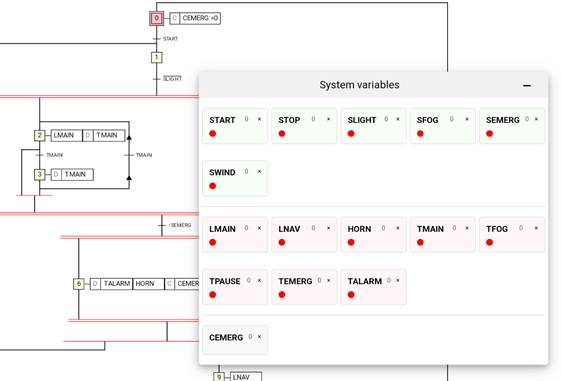 0 C CEMERG:=0
START
1
SLIGHT
System variables
START 0 ×
STOP 0 ×
SLIGHT 0 ×
SFOG 0 ×
SEMERG 0 ×
2 LMAIN D TMAIN
TMAIN
TMAIN
3 D TMAIN
SWIND 0 ×
↑SEMERG
LMAIN 0 ×
LNAV 0 ×
HORN 0 ×
TMAIN 0 ×
TFOG 0 ×
6 D TALARM HORN C CEMER
TPAUSE 0 ×
TEMERG 0 ×
TALARM 0 ×
CEMERG 0 ×
9 LNAV